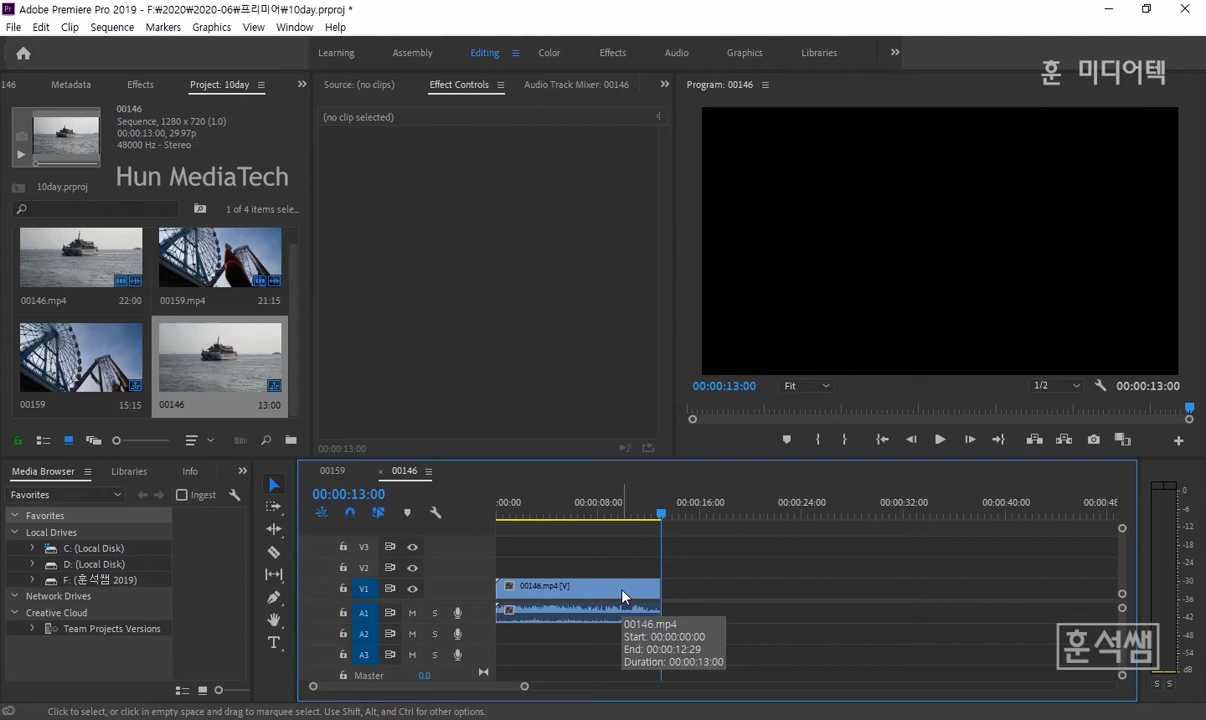 Adobe Premiere Pro 2019 - F:₩2020₩2020-06₩프리미어₩10day.prproj *
File Edit Clip Sequence Markers Graphics View Window Help
Learning Assembly Editing Color Effects Audio Graphics Libraries
훈 미디어텍
146 Metadata Effects Project: 10day
Source: (no clips) Effect Controls Audio Track Mixer: 00146
Program: 00146
00146
Sequence, 1280 x 720 (1.0)
00:00:13:00, 29.97p
48000 Hz - Stereo
Hun MediaTech
10day.prproj
1 of 4 items sele...
00146.mp4 22:00
00159.mp4 21:15
00159 15:15
00146 13:00
(no clip selected)
00:00:13:00
00:00:13:00 Fit 1/2 00:00:13:00
Media Browser Libraries Info
Favorites Ingest
Favorites
Local Drives
C: (Local Disk)
D: (Local Disk)
F: (훈석쌤 2019)
Network Drives
Creative Cloud
Team Projects Versions
00159 00146
00:00:13:00
:00:00 00:00:08:00 00:00:16:00 00:00:24:00 00:00:32:00 00:00:40:00 00:00:48
V3
V2
V1 00146.mp4 [V]
A1 M S
A2 M S
A3 M S
Master 0.0
00146.mp4
Start: 00:00:00:00
End: 00:00:12:29
Duration: 00:00:13:00
훈석쌤
0
-6
-12
-18
-24
-30
-36
-42
-48
-54
dB
S S
Click to select, or click in empty space and drag to marquee select. Use Shift, Alt, and Ctrl for other options.